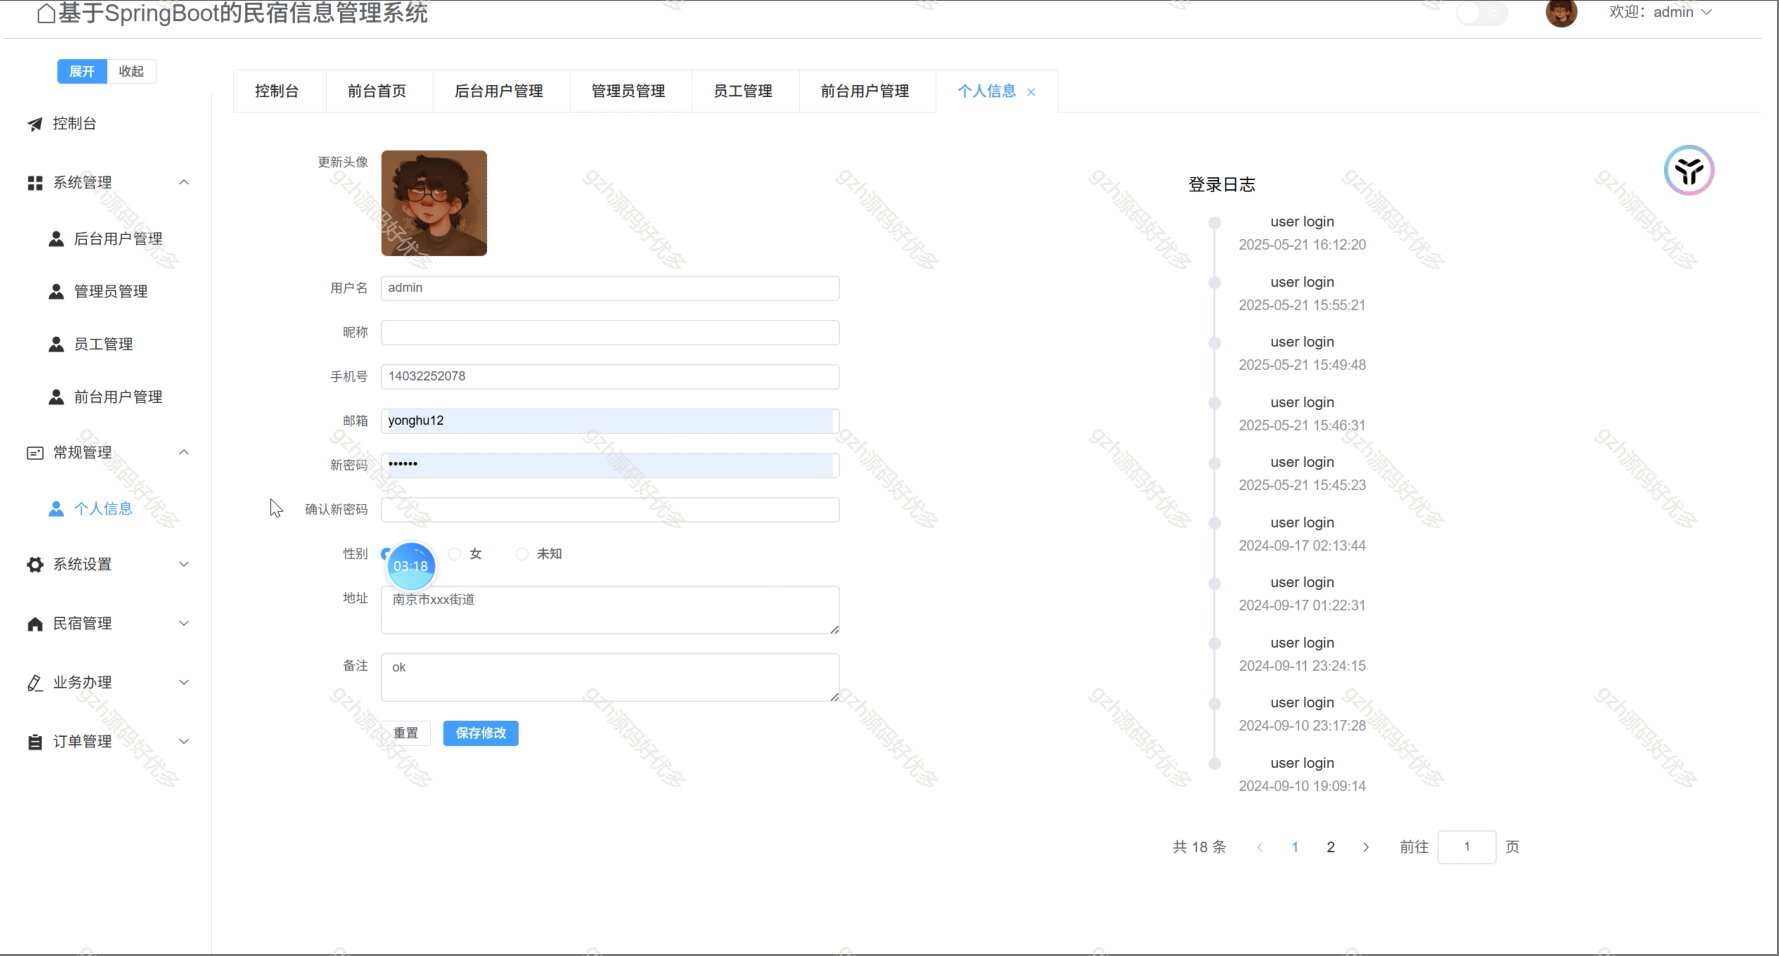 基于SpringBoot的民宿信息管理系统
欢迎：admin
展开 收起
控制台 前台首页 后台用户管理 管理员管理 员工管理 前台用户管理 个人信息
控制台
系统管理
后台用户管理
管理员管理
员工管理
前台用户管理
常规管理
个人信息
系统设置
民宿管理
业务办理
订单管理
更新头像
用户名 admin
昵称
手机号 14032252078
邮箱 yonghu12
新密码 ••••••
确认新密码
性别 女 未知
03:18
地址 南京市xxx街道
备注 ok
重置 保存修改
登录日志
user login
2025-05-21 16:12:20
user login
2025-05-21 15:55:21
user login
2025-05-21 15:49:48
user login
2025-05-21 15:46:31
user login
2025-05-21 15:45:23
user login
2024-09-17 02:13:44
user login
2024-09-17 01:22:31
user login
2024-09-11 23:24:15
user login
2024-09-10 23:17:28
user login
2024-09-10 19:09:14
共 18 条 1 2 前往 1 页
gzh源码好优多